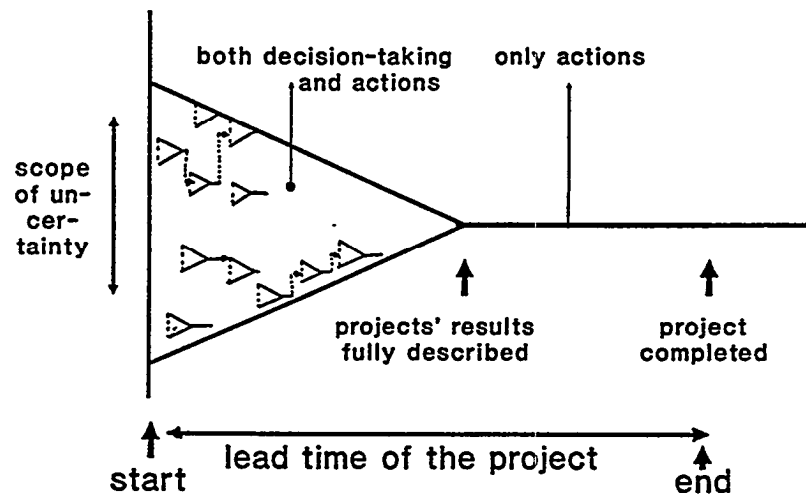 both decision-taking
and actions
only actions
scope
of un-
cer-
tainty
projects' results
fully described
project
completed
lead time of the project
start
end